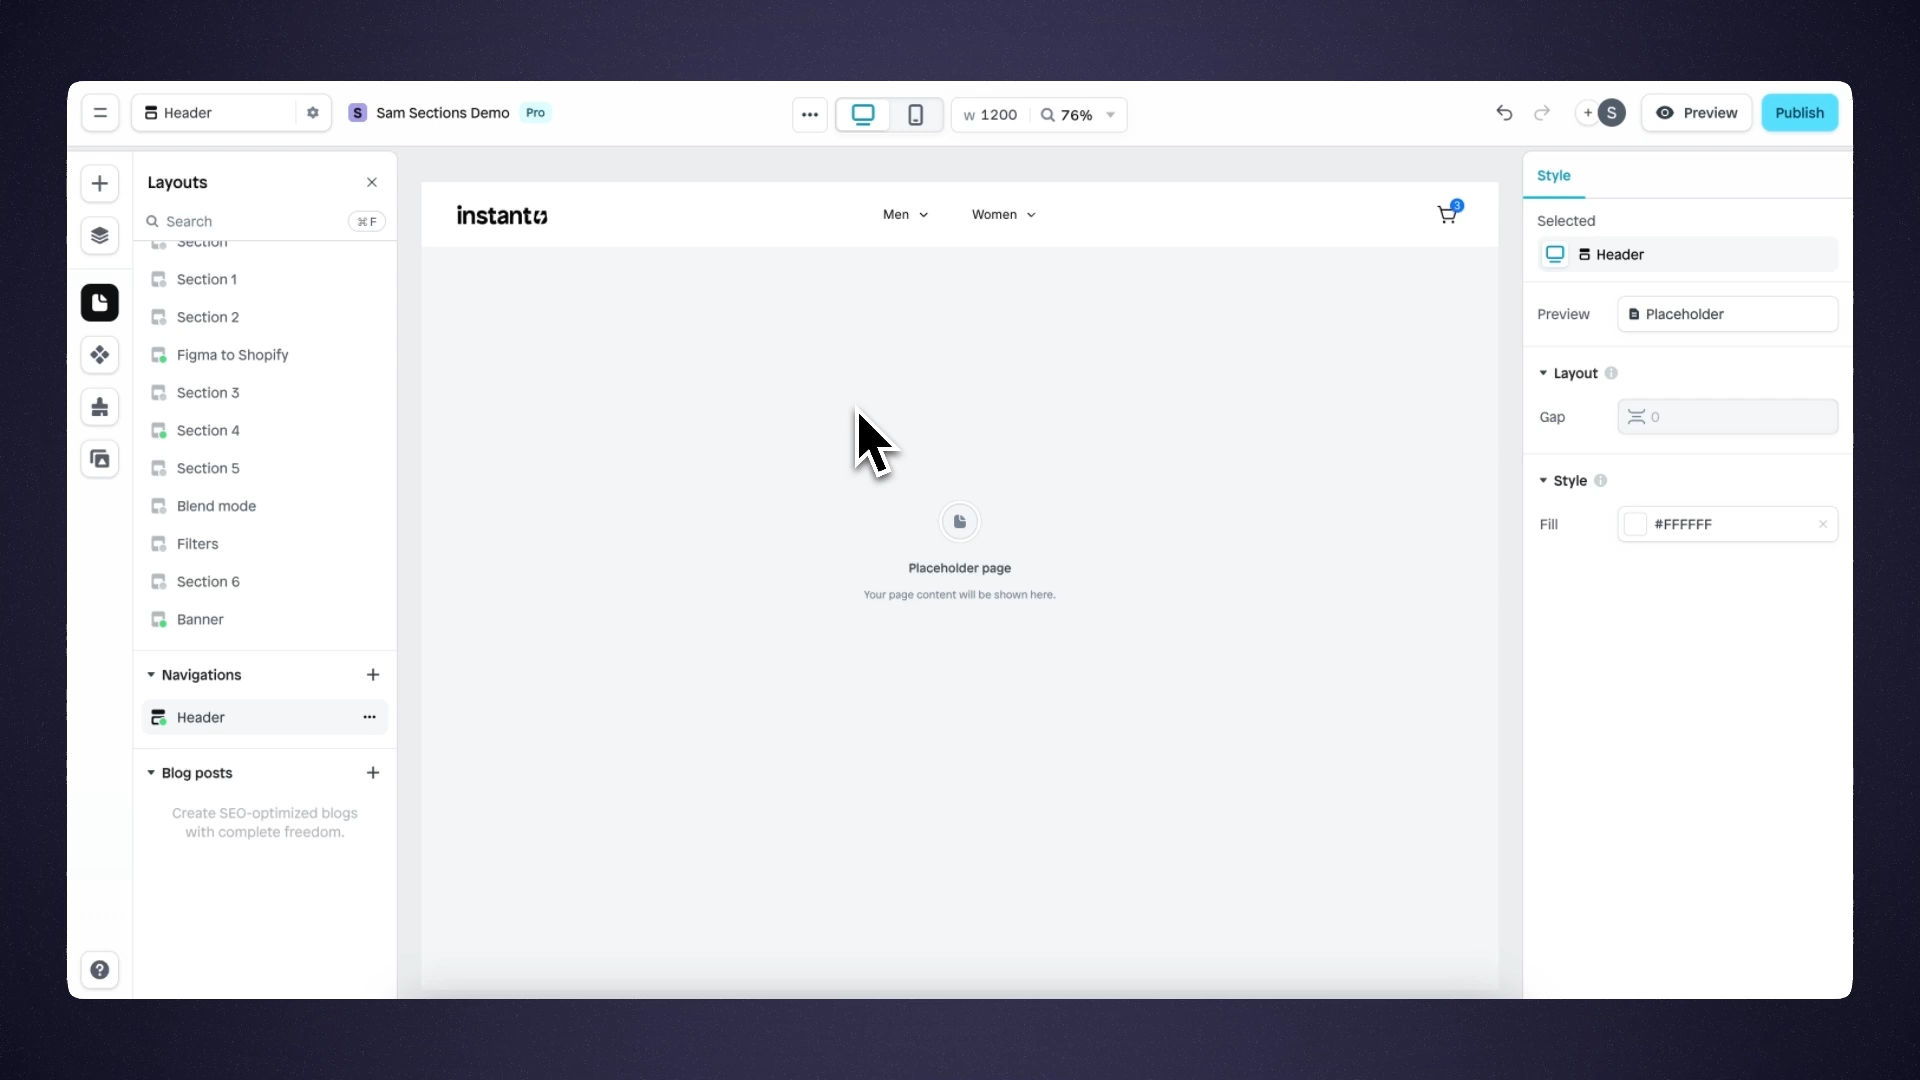 Header
S
Sam Sections Demo
Pro
W 1200
76%
S
Preview
Publish
Layouts
Search
⌘ F
Section
Section 1
Section 2
Figma to Shopify
Section 3
Section 4
Section 5
Blend mode
Filters
Section 6
Banner
Navigations
Header
Blog posts
Create SEO-optimized blogs
with complete freedom.
instant
Men
Women
3
Placeholder page
Your page content will be shown here.
Style
Selected
Header
Preview
Placeholder
Layout
Gap
0
Style
Fill
#FFFFFF